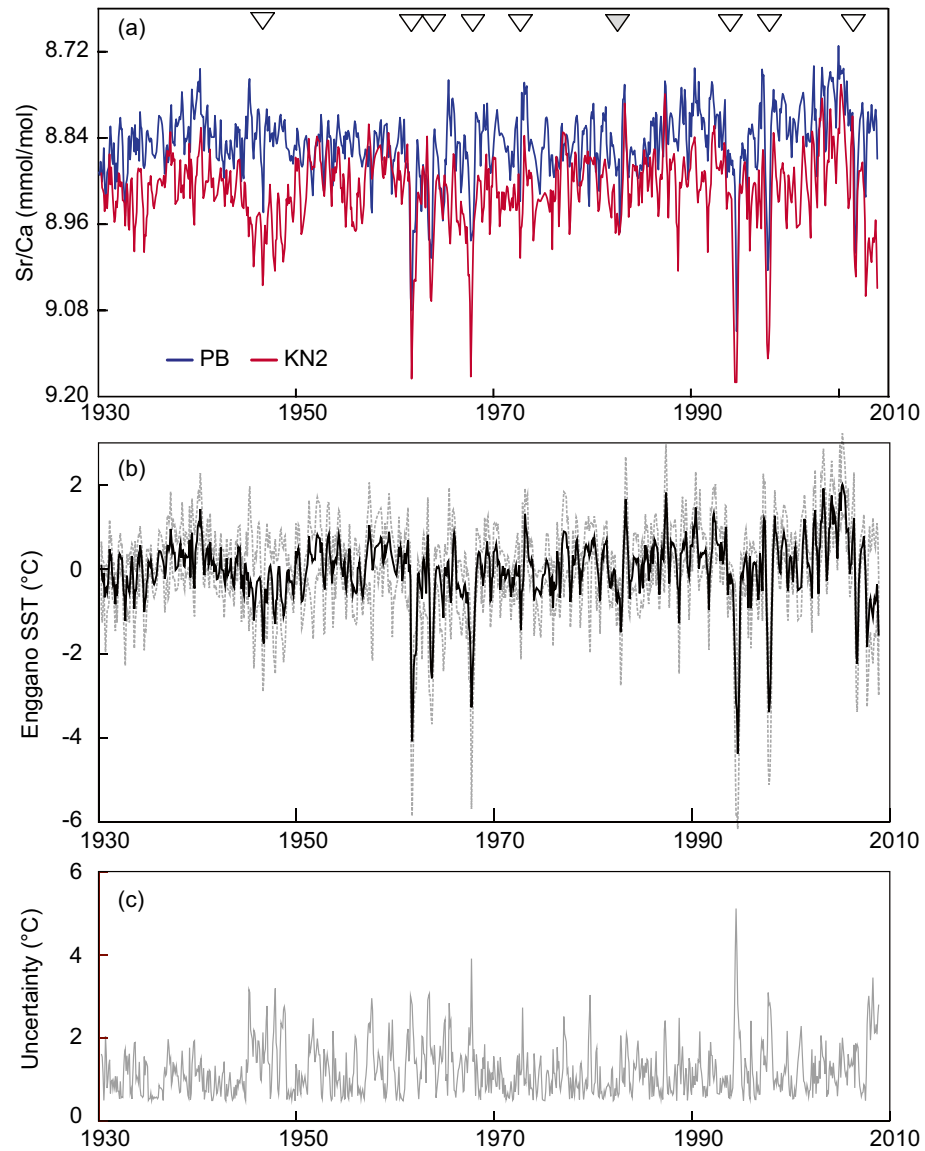 (a)
Sr/Ca (mmol/mol)
8.72
8.84
8.96
9.08
9.20
PB KN2
1930 1950 1970 1990 2010
(b)
Enggano SST (°C)
2
0
-2
-4
-6
1930 1950 1970 1990 2010
(c)
Uncertainty (°C)
6
4
2
0
1930 1950 1970 1990 2010